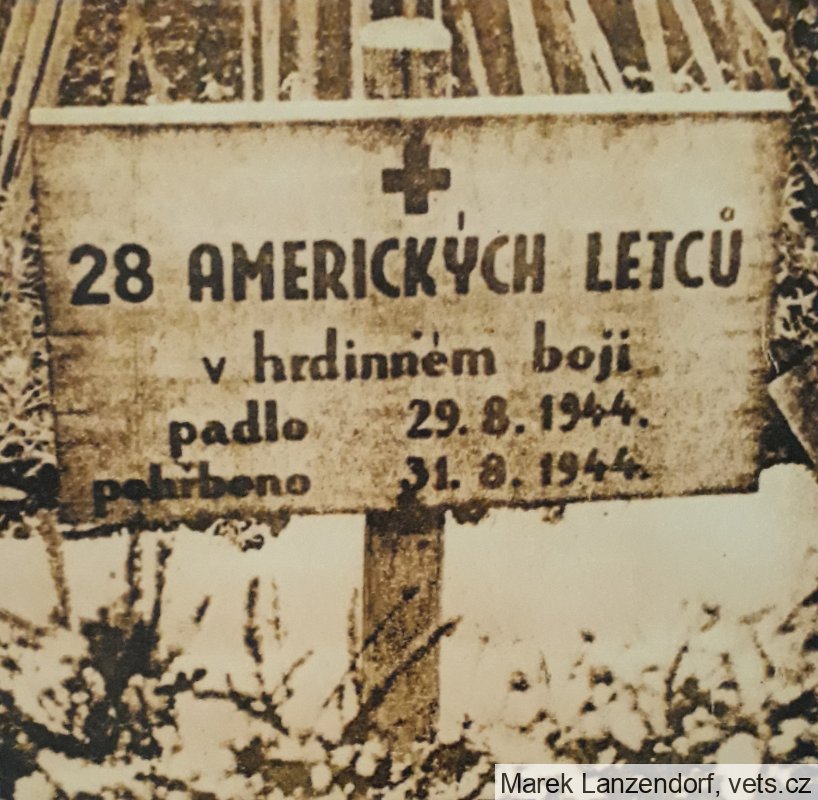 28 AMERICKÝCH LETCŮ
v hrdinném boji
padlo 29. 8. 1944.
pohřbeno 31. 8. 1944.
Marek Lanzendorf, vets.cz